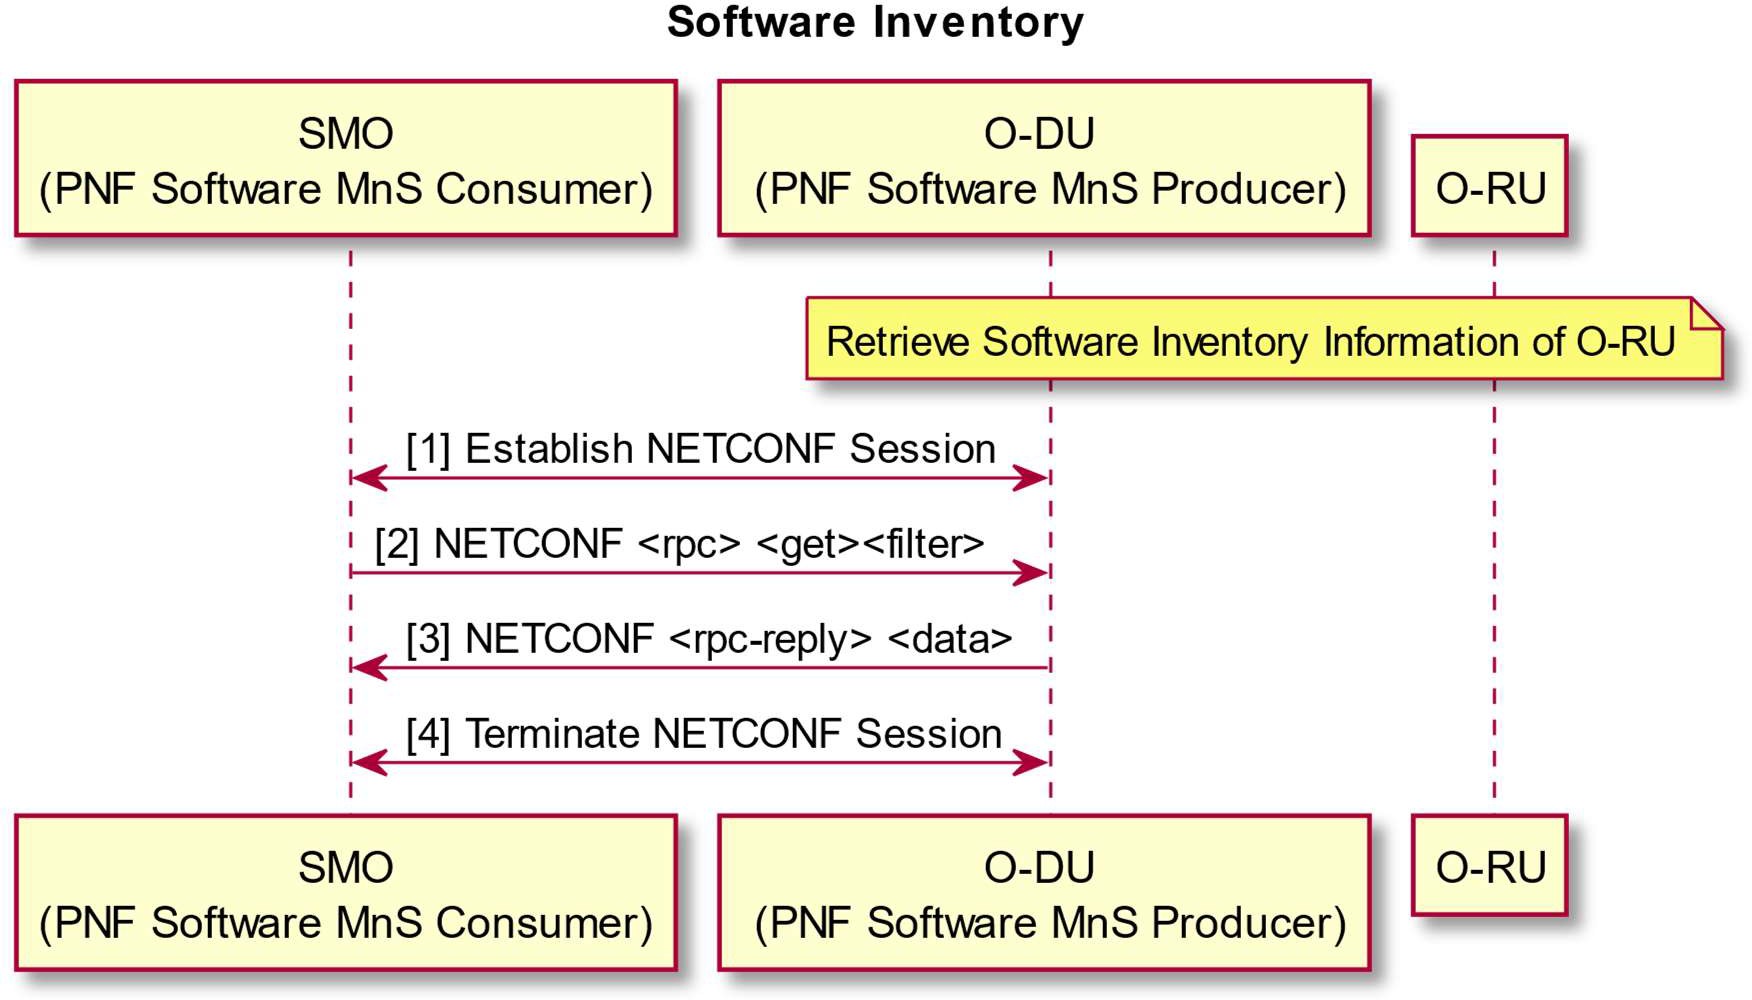 Software Inventory
SMO
(PNF Software MnS Consumer)
O-DU
(PNF Software MnS Producer)
O-RU
Retrieve Software Inventory Information of O-RU
[1] Establish NETCONF Session
[2] NETCONF <rpc> <get><filter>
[3] NETCONF <rpc-reply> <data>
[4] Terminate NETCONF Session
SMO
(PNF Software MnS Consumer)
O-DU
(PNF Software MnS Producer)
O-RU